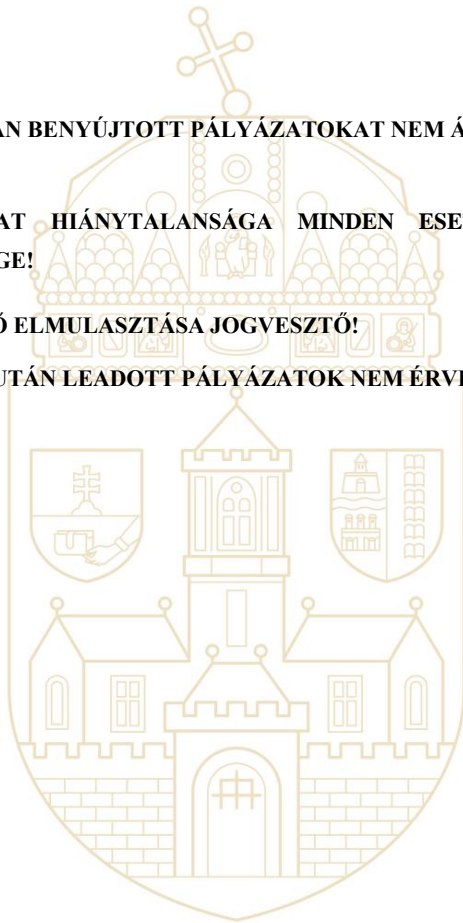 AN BENYÚJTOTT PÁLYÁZATOKAT NEM Á
AT HIÁNYTALANSÁGA MINDEN ESE
GE!
Ó ELMULASZTÁSA JOGVESZTŐ!
UTÁN LEADOTT PÁLYÁZATOK NEM ÉRV